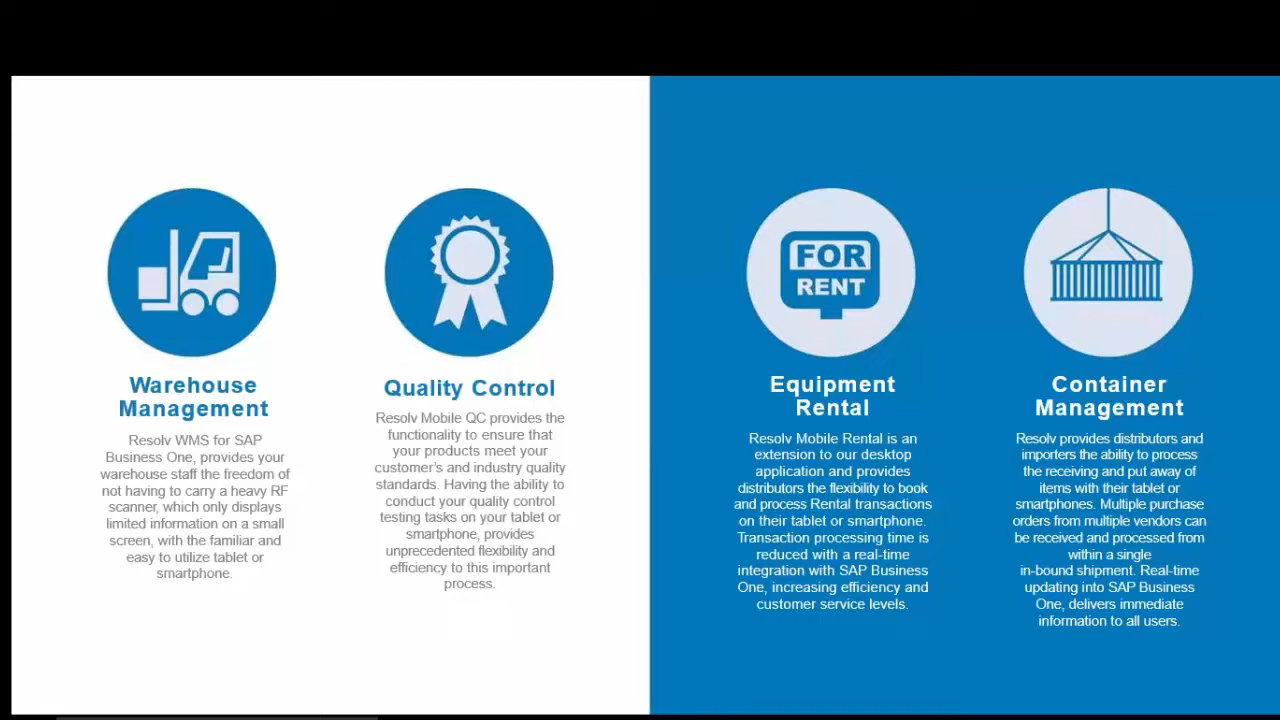 Warehouse
Management
Resolv WMS for SAP
Business One, provides your
warehouse staff the freedom of
not having to carry a heavy RF
scanner, which only displays
limited information on a small
screen, with the familiar and
easy to utilize tablet or
smartphone.
Quality Control
Resolv Mobile QC provides the
functionality to ensure that
your products meet your
customer's and industry quality
standards. Having the ability to
conduct your quality control
testing tasks on your tablet or
smartphone, provides
unprecedented flexibility and
efficiency to this important
process.
FOR
RENT
Equipment
Rental
Resolv Mobile Rental is an
extension to our desktop
application and provides
distributors the flexibility to book
and process Rental transactions
on their tablet or smartphone.
Transaction processing time is
reduced with a real-time
integration with SAP Business
One, increasing efficiency and
customer service levels.
Container
Management
Resolv provides distributors and
importers the ability to process
the receiving and put away of
items with their tablet or
smartphones. Multiple purchase
orders from multiple vendors can
be received and processed from
within a single
in-bound shipment. Real-time
updating into SAP Business
One, delivers immediate
information to all users.